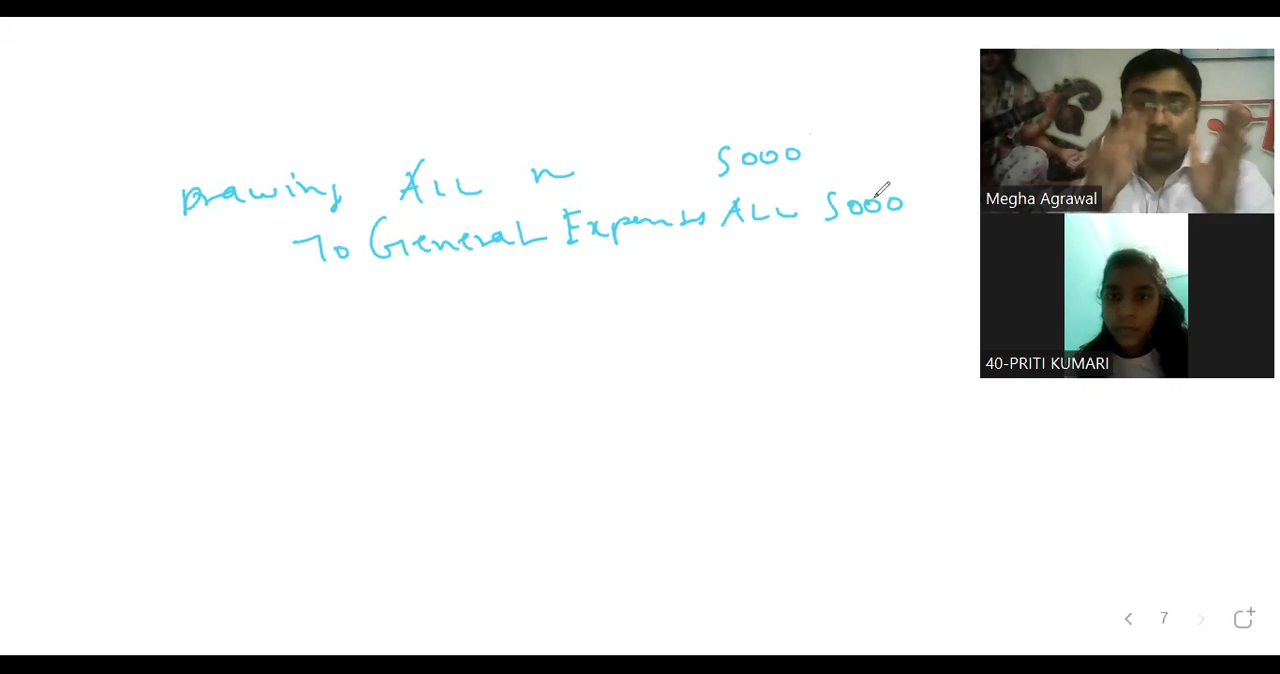 Drawing A/c Dr 5000
To General Expenses A/c 5000
Megha Agrawal
40-PRITI KUMARI
7